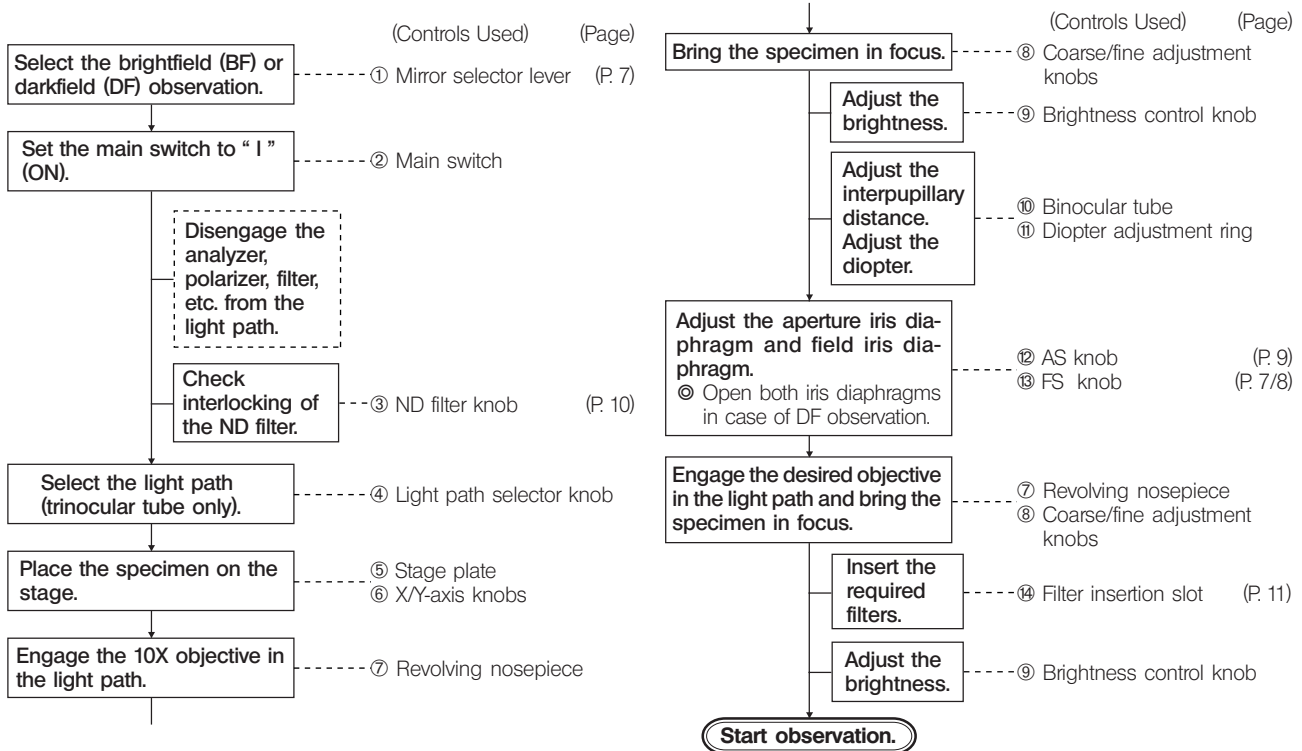 (Controls Used) (Page)
Select the brightfield (BF) or
darkfield (DF) observation.
① Mirror selector lever (P. 7)
Set the main switch to “ I ”
(ON).
② Main switch
Disengage the
analyzer,
polarizer, filter,
etc. from the
light path.
Check
interlocking of
the ND filter.
③ ND filter knob (P. 10)
Select the light path
(trinocular tube only).
④ Light path selector knob
Place the specimen on the
stage.
⑤ Stage plate
⑥ X/Y-axis knobs
Engage the 10X objective in
the light path.
⑦ Revolving nosepiece
(Controls Used) (Page)
Bring the specimen in focus.
⑧ Coarse/fine adjustment
knobs
Adjust the
brightness.
⑨ Brightness control knob
Adjust the
interpupillary
distance.
Adjust the
diopter.
⑩ Binocular tube
⑪ Diopter adjustment ring
Adjust the aperture iris dia-
phragm and field iris dia-
phragm.
◎ Open both iris diaphragms
in case of DF observation.
⑫ AS knob (P. 9)
⑬ FS knob (P. 7/8)
Engage the desired objective
in the light path and bring the
specimen in focus.
⑦ Revolving nosepiece
⑧ Coarse/fine adjustment
knobs
Insert the
required
filters.
⑭ Filter insertion slot (P. 11)
Adjust the
brightness.
⑨ Brightness control knob
Start observation.